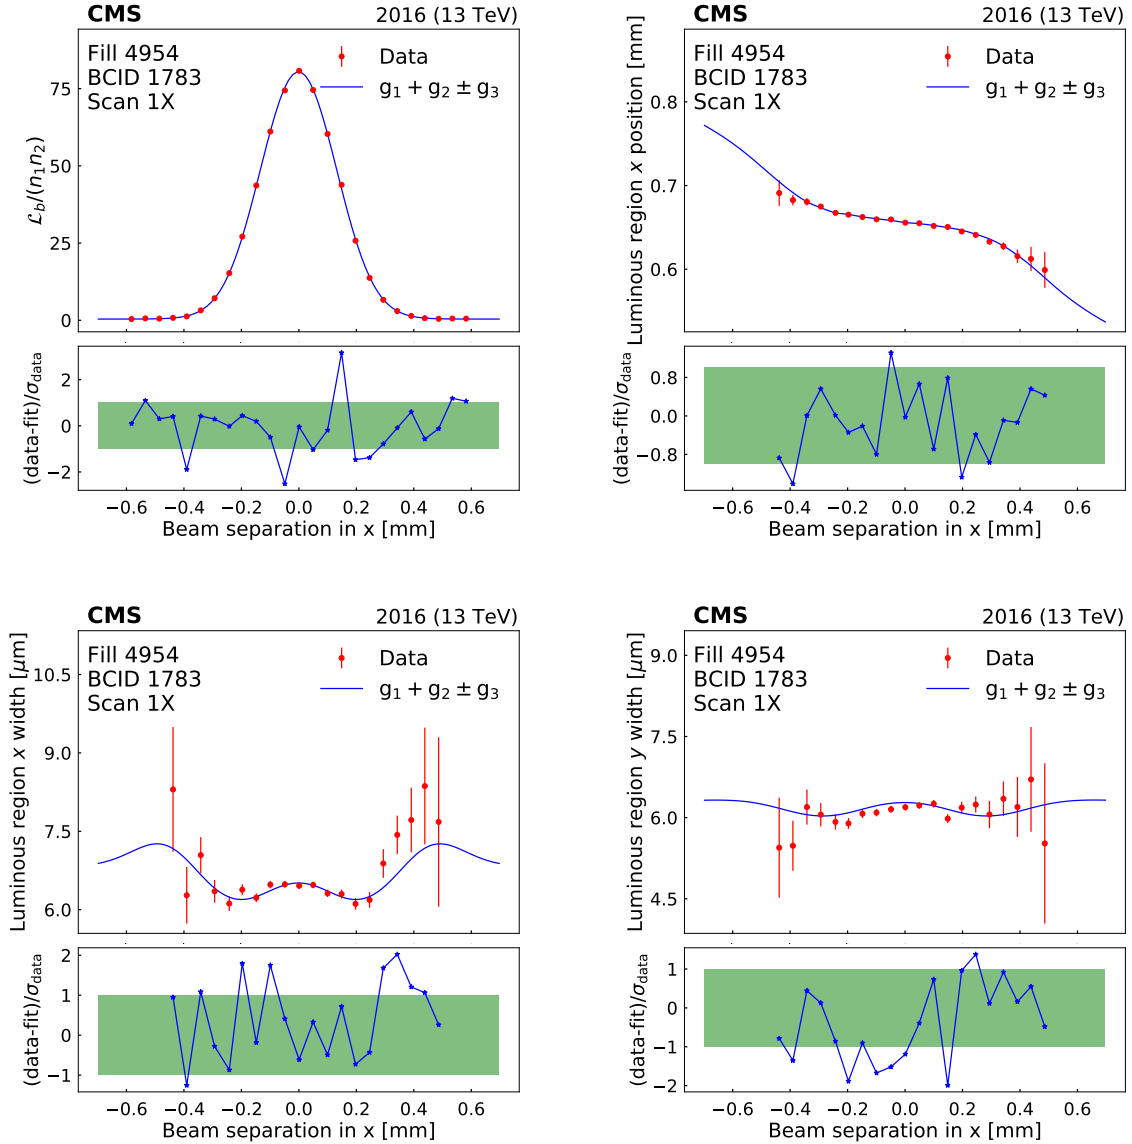 CMS 2016 (13 TeV)
Fill 4954
BCID 1783
Scan 1X
Data
g₁ + g₂ ± g₃
ℒ_b/(n₁n₂)
75
50
25
0
(data-fit)/σ_data
2
0
−2
−0.6 −0.4 −0.2 0.0 0.2 0.4 0.6
Beam separation in x [mm]
CMS 2016 (13 TeV)
Fill 4954
BCID 1783
Scan 1X
Data
g₁ + g₂ ± g₃
Luminous region x position [mm]
0.8
0.7
0.6
(data-fit)/σ_data
0.8
0.0
−0.8
−0.6 −0.4 −0.2 0.0 0.2 0.4 0.6
Beam separation in x [mm]
CMS 2016 (13 TeV)
Fill 4954
BCID 1783
Scan 1X
Data
g₁ + g₂ ± g₃
Luminous region x width [μm]
10.5
9.0
7.5
6.0
(data-fit)/σ_data
2
1
0
−1
−0.6 −0.4 −0.2 0.0 0.2 0.4 0.6
Beam separation in x [mm]
CMS 2016 (13 TeV)
Fill 4954
BCID 1783
Scan 1X
Data
g₁ + g₂ ± g₃
Luminous region y width [μm]
9.0
7.5
6.0
4.5
(data-fit)/σ_data
1
0
−1
−2
−0.6 −0.4 −0.2 0.0 0.2 0.4 0.6
Beam separation in x [mm]